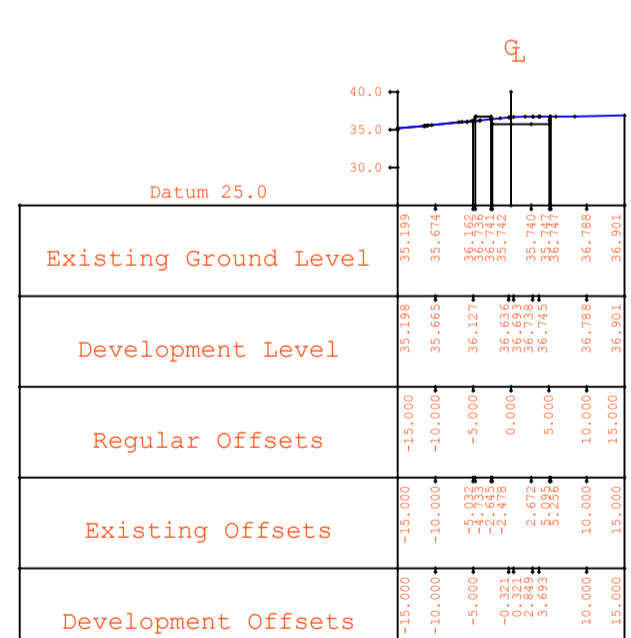 GL
40.0
35.0
30.0
Datum 25.0
Existing Ground Level
35.199 35.674 36.162 36.736 36.741 35.742 35.740 35.747 36.747 36.788 36.901
Development Level
35.198 35.665 36.127 36.636 36.693 36.738 36.745 36.788 36.901
Regular Offsets
-15.000 -10.000 -5.000 0.000 5.000 10.000 15.000
Existing Offsets
-15.000 -10.000 -5.032 -4.733 -2.645 -2.478 2.672 5.095 5.256 10.000 15.000
Development Offsets
-15.000 -10.000 -5.000 -0.321 0.321 2.849 3.693 10.000 15.000